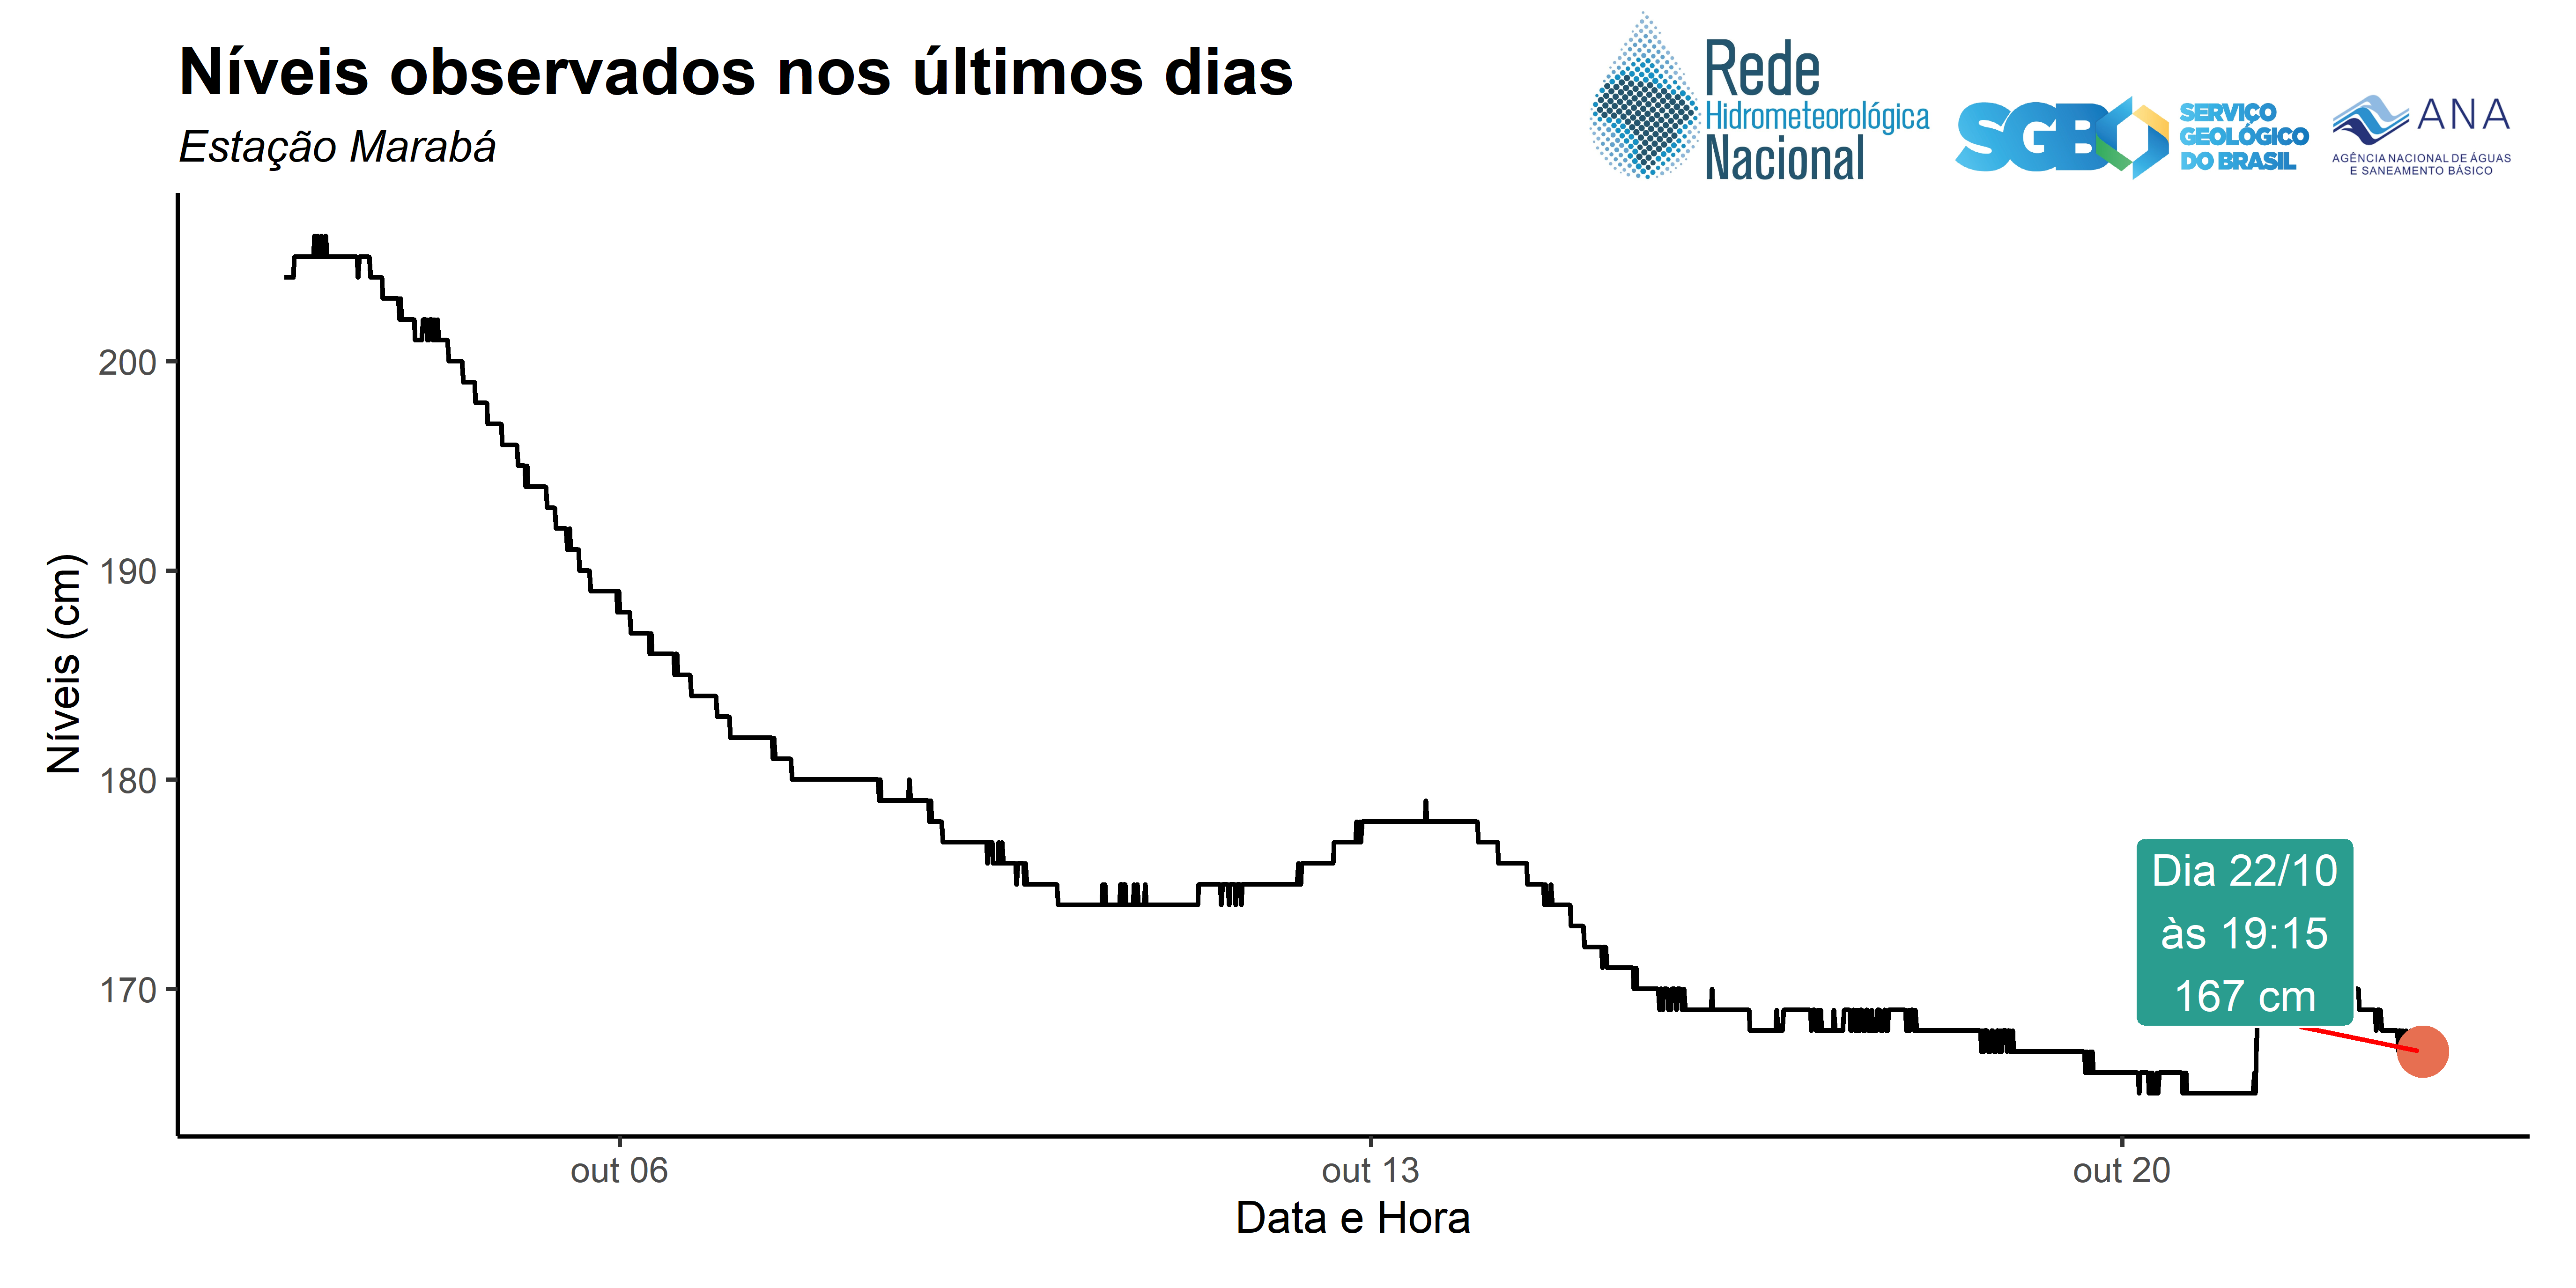 Níveis observados nos últimos dias
Estação Marabá
Rede
Hidrometeorológica
Nacional
SGB
SERVIÇO
GEOLÓGICO
DO BRASIL
ANA
AGÊNCIA NACIONAL DE ÁGUAS
E SANEAMENTO BÁSICO
Níveis (cm)
200
190
180
170
Dia 22/10
às 19:15
167 cm
out 06
out 13
out 20
Data e Hora